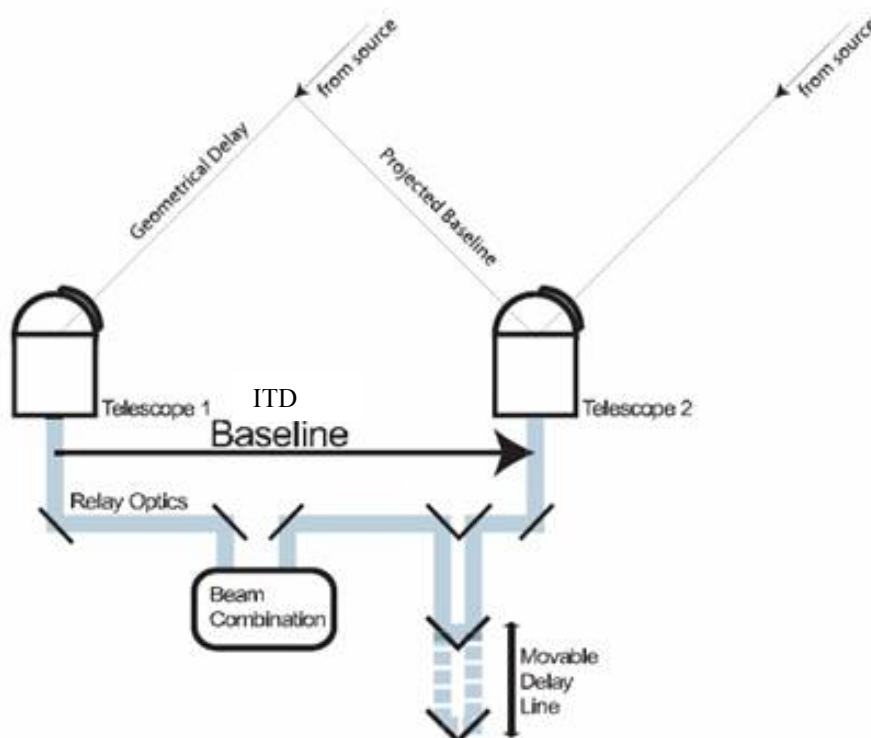 from source
from source
Geometrical Delay
Projected Baseline
Telescope 1
ITD
Baseline
Telescope 2
Relay Optics
Beam
Combination
Movable
Delay
Line